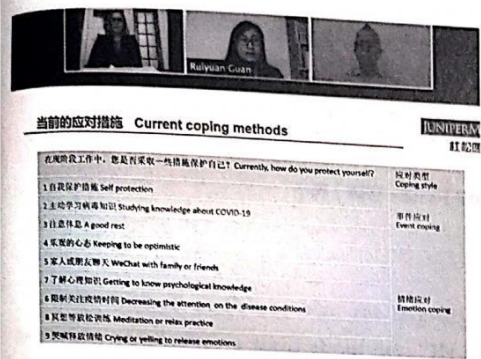 Ruiyuan Guan
当前的应对措施 Current coping methods
JUNIPERM
杜松园
在现阶段工作中，您是否采取一些措施保护自己? Currently, how do you protect yourself?
应对类型
Coping style
1自我保护措施 Self protection
2主动学习病毒知识 Studying knowledge about COVID-19
事件应对
Event coping
3注意休息 A good rest
4乐观的心态 Keeping to be optimistic
5家人或朋友聊天 WeChat with family or friends
7了解心理知识 Getting to know psychological knowledge
6限制关注疫情时间 Decreasing the attention on the disease conditions
情绪应对
Emotion coping
8冥想等放松训练 Meditation or relax practice
9哭喊释放情绪 Crying or yelling to release emotions